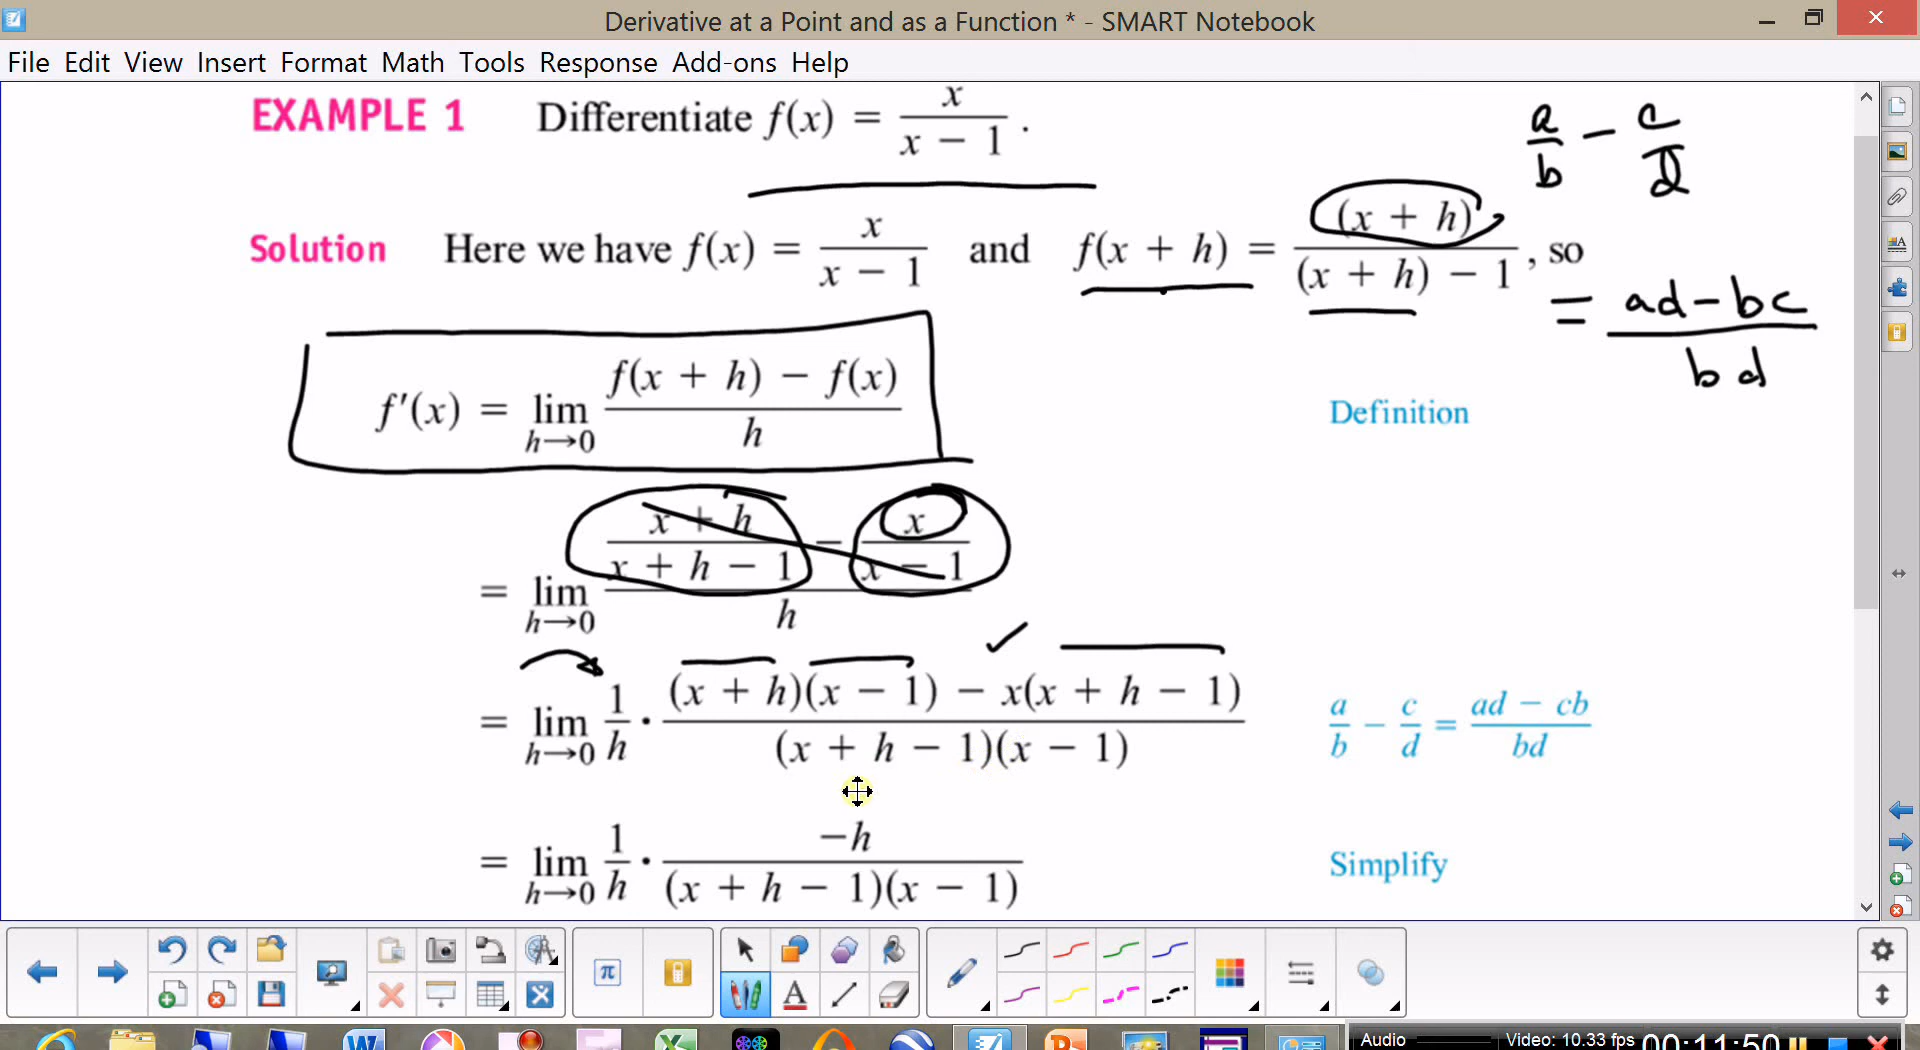 Derivative at a Point and as a Function * - SMART Notebook
File Edit View Insert Format Math Tools Response Add-ons Help
EXAMPLE 1 Differentiate f(x) = x/(x − 1).
a/b − c/d
Solution Here we have f(x) = x/(x − 1) and f(x + h) = (x + h)/((x + h) − 1), so
= (ad − bc)/(bd)
f′(x) = lim h→0 (f(x + h) − f(x))/h Definition
= lim h→0 ((x + h)/(x + h − 1) − x/(x − 1))/h
= lim h→0 1/h · ((x + h)(x − 1) − x(x + h − 1))/((x + h − 1)(x − 1)) a/b − c/d = (ad − cb)/(bd)
= lim h→0 1/h · −h/((x + h − 1)(x − 1)) Simplify
π
A
Audio Video: 10.33 fps 00:11:50